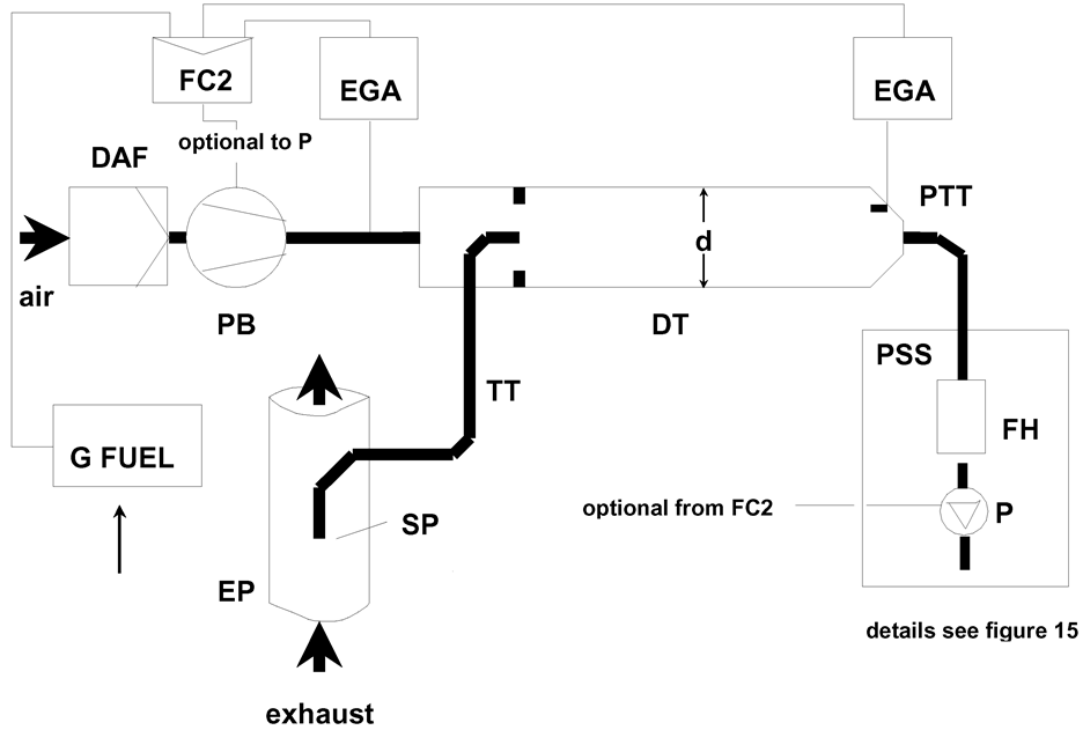 FC2
EGA
EGA
optional to P
DAF
PTT
d
air
PB
DT
PSS
TT
FH
G FUEL
SP
optional from FC2
P
EP
details see figure 15
exhaust